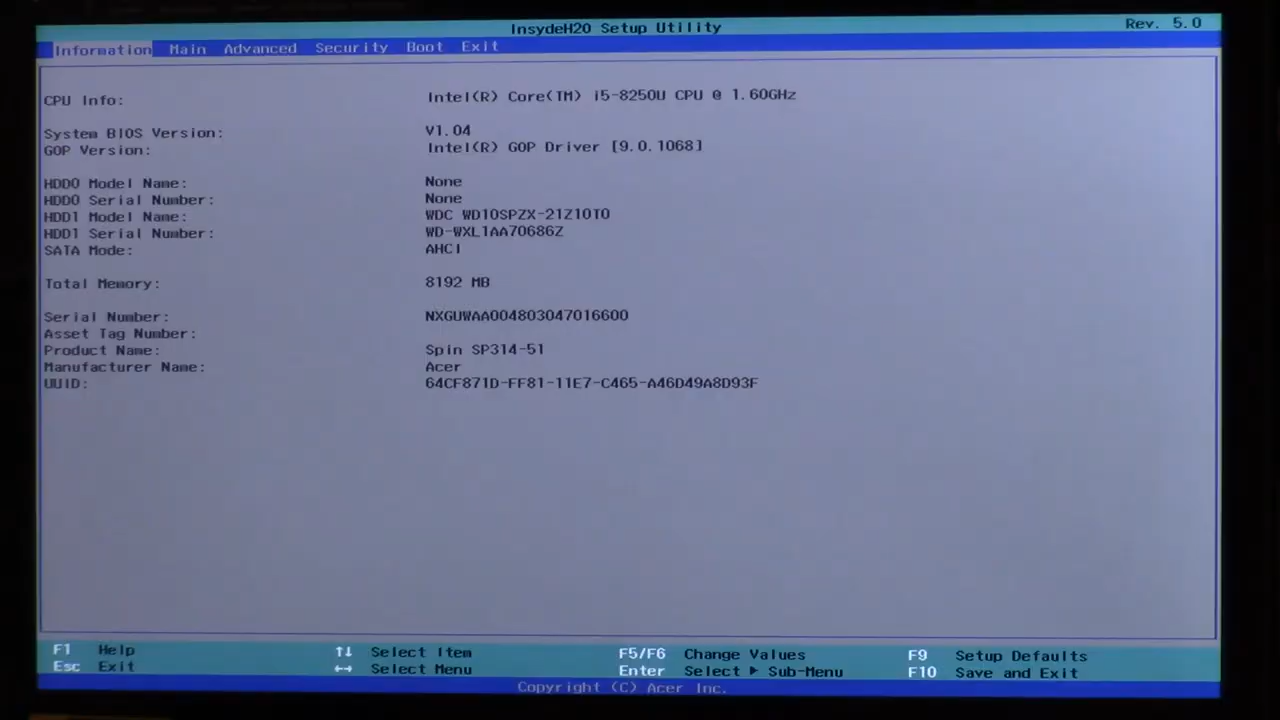 InsydeH20 Setup Utility Rev. 5.0
Information Main Advanced Security Boot Exit
CPU Info: Intel(R) Core(TM) i5-8250U CPU @ 1.60GHz
System BIOS Version: V1.04
GOP Version: Intel(R) GOP Driver [9.0.1068]
HDD0 Model Name: None
HDD0 Serial Number: None
HDD1 Model Name: WDC WD10SPZX-21Z10T0
HDD1 Serial Number: WD-WXL1AA70686Z
SATA Mode: AHCI
Total Memory: 8192 MB
Serial Number: NXGUWAA004803047016600
Asset Tag Number:
Product Name: Spin SP314-51
Manufacturer Name: Acer
UUID: 64CF871D-FF81-11E7-C465-A46D49A8D93F
F1 Help ↑↓ Select Item F5/F6 Change Values F9 Setup Defaults
Esc Exit ↔ Select Menu Enter Select ▶ Sub-Menu F10 Save and Exit
Copyright (C) Acer Inc.